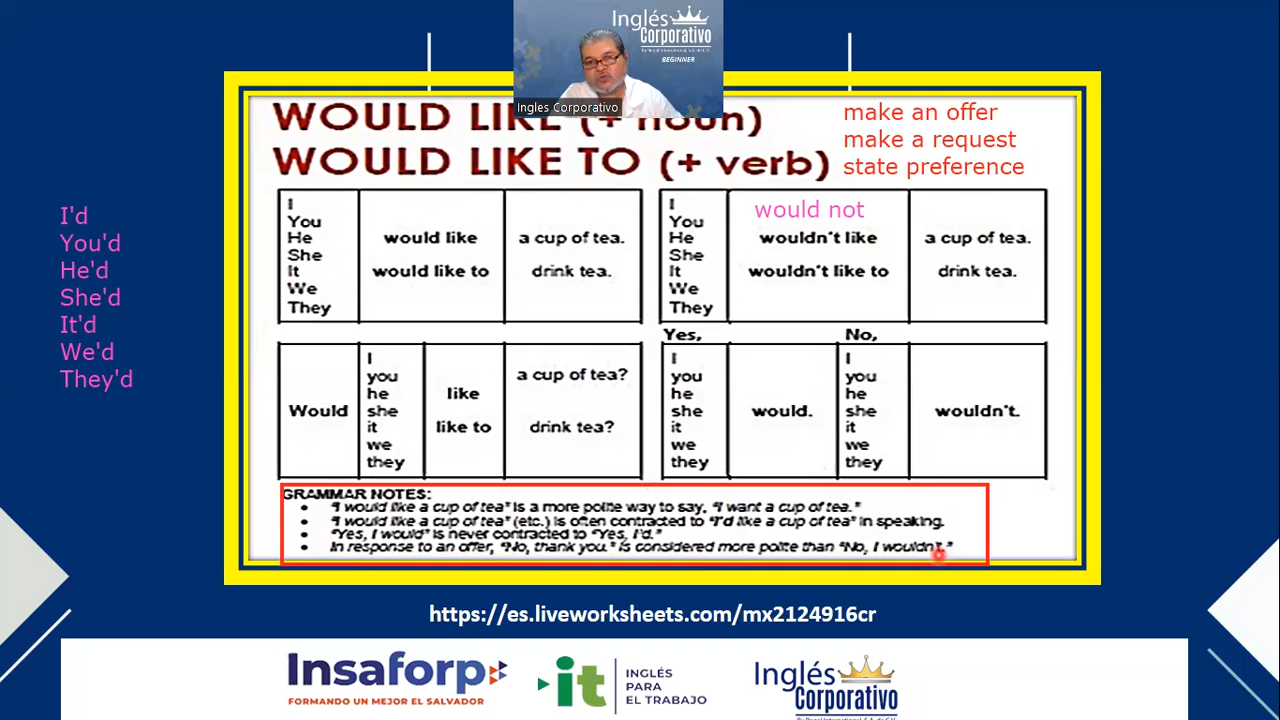 Inglés
Corporativo
BEGINNER
Ingles Corporativo
WOULD LIKE (+ noun)
WOULD LIKE TO (+ verb)
make an offer
make a request
state preference
I'd
You'd
He'd
She'd
It'd
We'd
They'd
I
You
He
She
It
We
They
would like
would like to
a cup of tea.
drink tea.
I
You
He
She
It
We
They
would not
wouldn't like
wouldn't like to
a cup of tea.
drink tea.
Yes,
No,
Would
I
you
he
she
it
we
they
like
like to
a cup of tea?
drink tea?
I
you
he
she
it
we
they
would.
I
you
he
she
it
we
they
wouldn't.
GRAMMAR NOTES:
• "I would like a cup of tea" is a more polite way to say, "I want a cup of tea."
• "I would like a cup of tea" (etc.) is often contracted to "I'd like a cup of tea" in speaking.
• "Yes, I would" is never contracted to "Yes, I'd."
• In response to an offer, "No, thank you." is considered more polite than "No, I wouldn't."
https://es.liveworksheets.com/mx2124916cr
Insaforp
FORMANDO UN MEJOR EL SALVADOR
it
INGLÉS
PARA
EL TRABAJO
Inglés
Corporativo